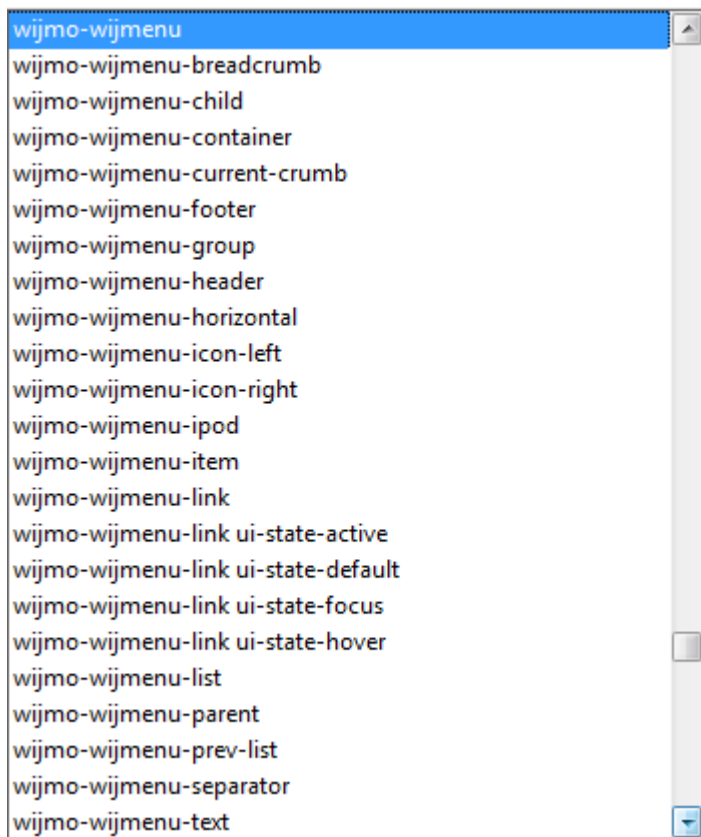 wijmo-wijmenu
wijmo-wijmenu-breadcrumb
wijmo-wijmenu-child
wijmo-wijmenu-container
wijmo-wijmenu-current-crumb
wijmo-wijmenu-footer
wijmo-wijmenu-group
wijmo-wijmenu-header
wijmo-wijmenu-horizontal
wijmo-wijmenu-icon-left
wijmo-wijmenu-icon-right
wijmo-wijmenu-ipod
wijmo-wijmenu-item
wijmo-wijmenu-link
wijmo-wijmenu-link ui-state-active
wijmo-wijmenu-link ui-state-default
wijmo-wijmenu-link ui-state-focus
wijmo-wijmenu-link ui-state-hover
wijmo-wijmenu-list
wijmo-wijmenu-parent
wijmo-wijmenu-prev-list
wijmo-wijmenu-separator
wijmo-wijmenu-text